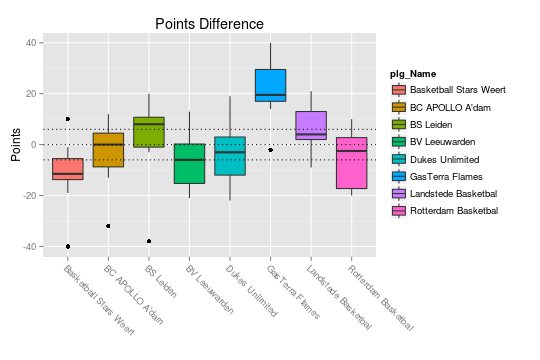 Points Difference
Points
40
20
0
-20
-40
Basketball Stars Weert
BC APOLLO A'dam
BS Leiden
BV Leeuwarden
Dukes Unlimited
GasTerra Flames
Landstede Basketbal
Rotterdam Basketbal
plg_Name
Basketball Stars Weert
BC APOLLO A'dam
BS Leiden
BV Leeuwarden
Dukes Unlimited
GasTerra Flames
Landstede Basketbal
Rotterdam Basketbal